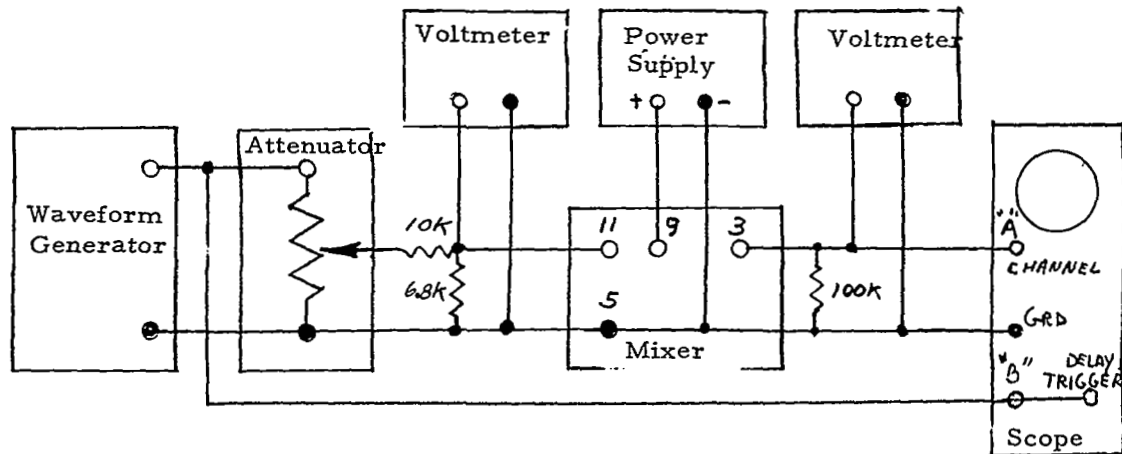 Voltmeter
Power
Supply
+
-
Voltmeter
Attenuator
Waveform
Generator
10K
6.8K
11
9
3
5
Mixer
100K
"A"
CHANNEL
GRD
"B"
DELAY
TRIGGER
Scope